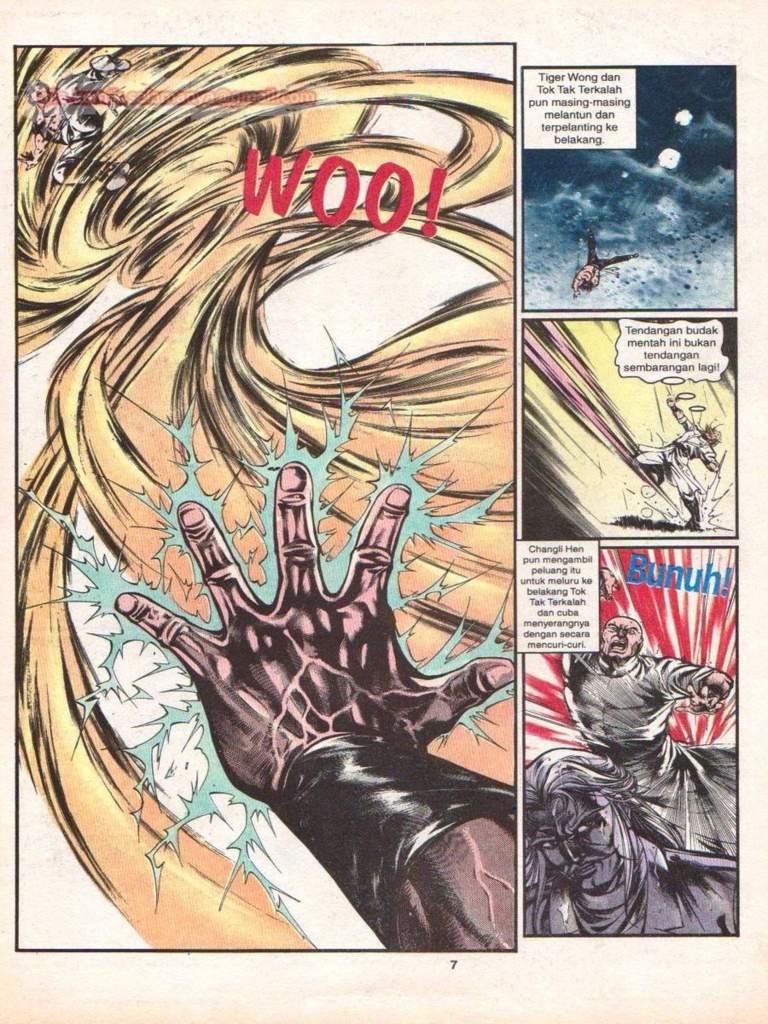 WOO!
Tiger Wong dan
Tok Tak Terkalah
pun masing-masing
melantun dan
terpelanting ke
belakang.
Tendangan budak
mentah ini bukan
tendangan
sembarangan lagi!
Changli Hen
pun mengambil
peluang itu
untuk meluru ke
belakang Tok
Tak Terkalah
dan cuba
menyerangnya
dengan secara
mencuri-curi.
Bunuh!
7